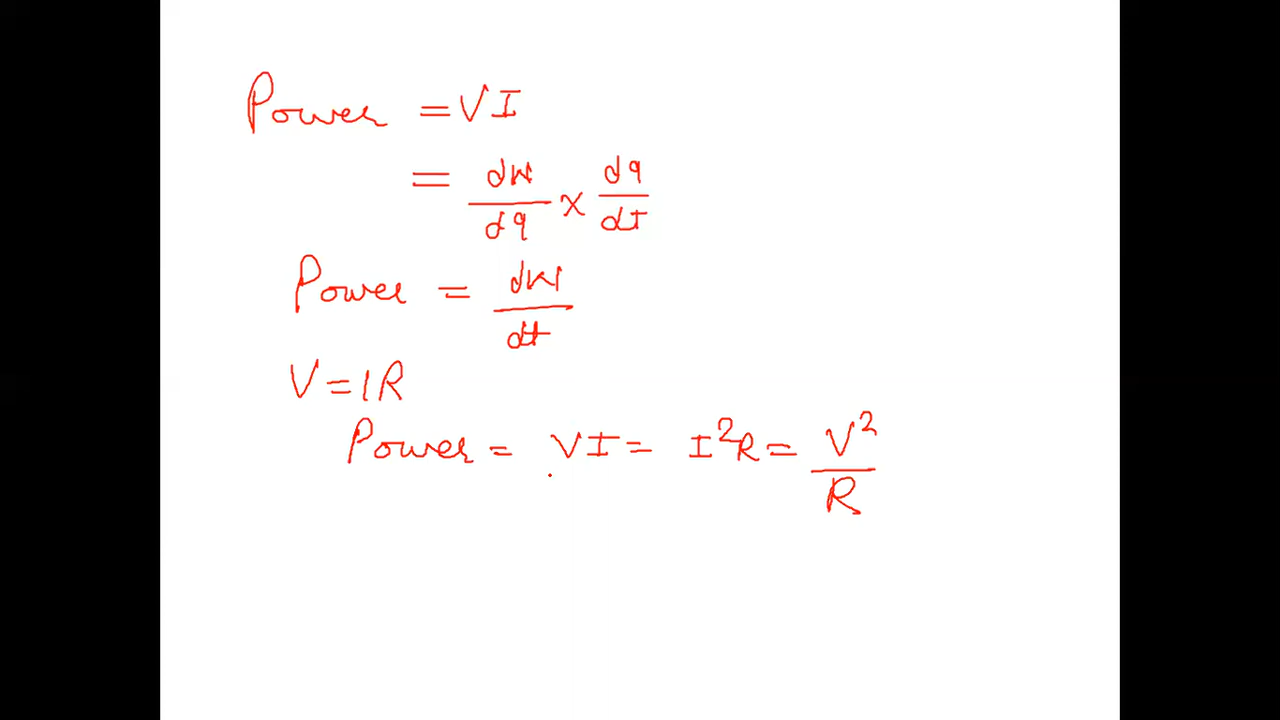 Power = VI
= dw/dq × dq/dt
Power = dw/dt
V = IR
Power = VI = I²R = V²/R